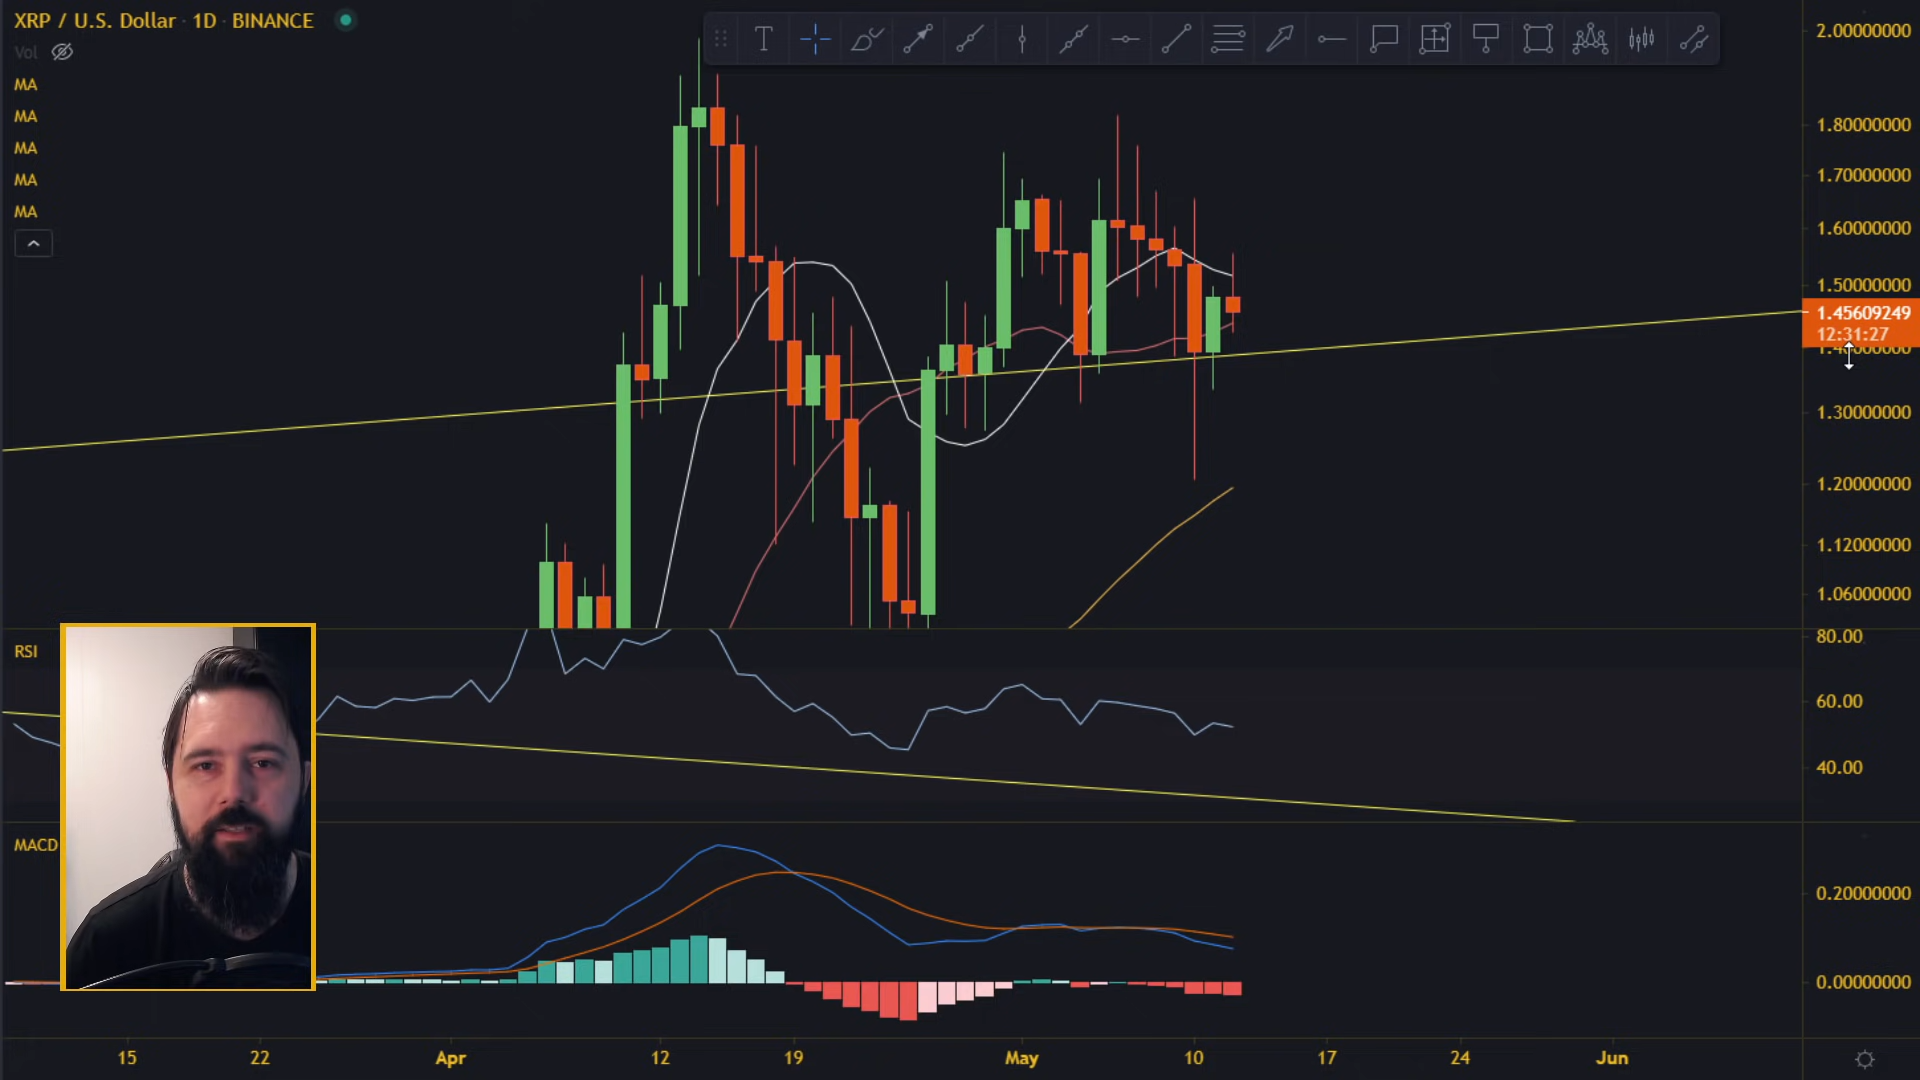 XRP / U.S. Dollar · 1D · BINANCE
Vol
MA
MA
MA
MA
MA
T
2.00000000
1.80000000
1.70000000
1.60000000
1.50000000
1.45609249
12:31:27
1.40000000
1.30000000
1.20000000
1.12000000
1.06000000
RSI
80.00
60.00
40.00
MACD
0.20000000
0.00000000
15 22 Apr 12 19 May 10 17 24 Jun